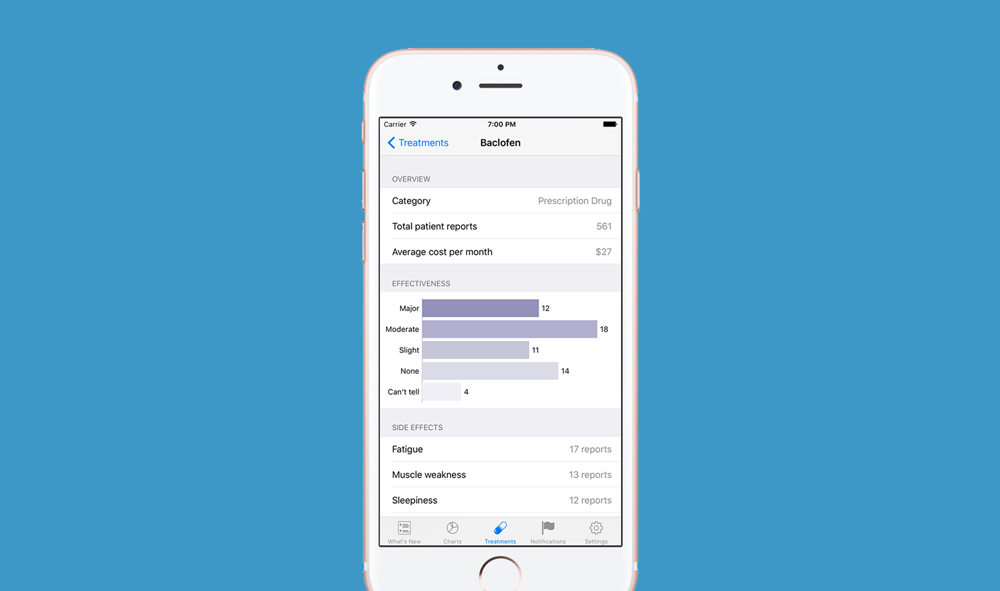 Carrier 7:00 PM
Treatments Baclofen
OVERVIEW
Category Prescription Drug
Total patient reports 561
Average cost per month $27
EFFECTIVENESS
Major 12
Moderate 18
Slight 11
None 14
Can't tell 4
SIDE EFFECTS
Fatigue 17 reports
Muscle weakness 13 reports
Sleepiness 12 reports
What's New Charts Treatments Notifications Settings